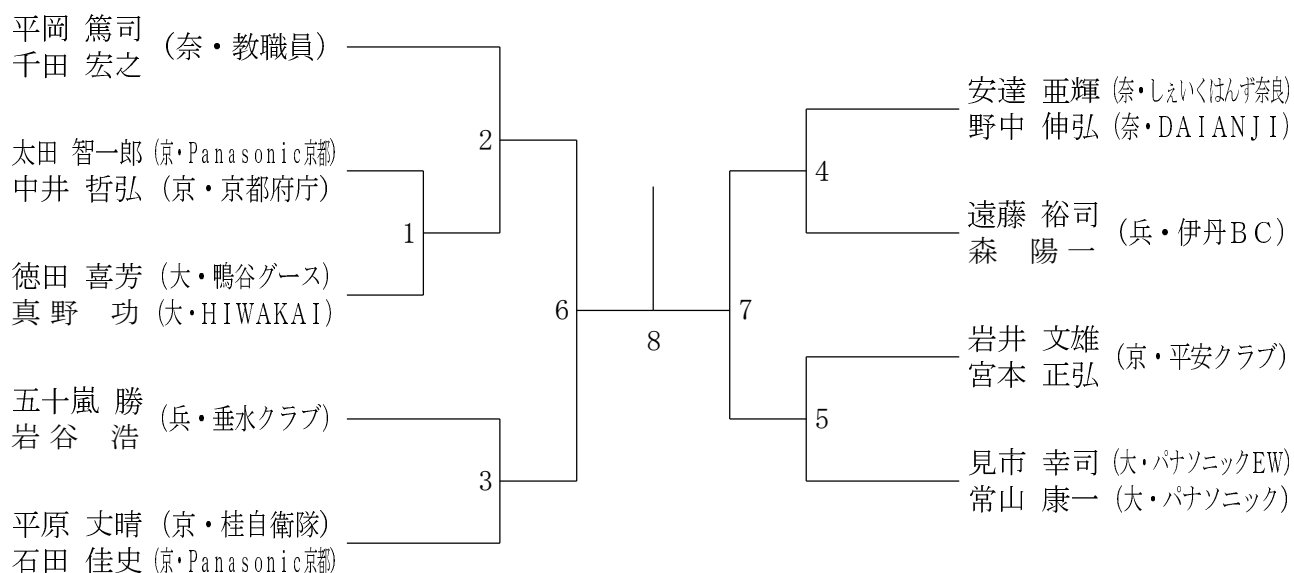 平岡 篤司 (奈・教職員)
千田 宏之
太田 智一郎 (京・Panasonic京都)
中井 哲弘 (京・京都府庁)
徳田 喜芳 (大・鴨谷グース)
真野 功 (大・HIWAKAI)
五十嵐 勝 (兵・垂水クラブ)
岩谷 浩
平原 丈晴 (京・桂自衛隊)
石田 佳史 (京・Panasonic京都)
2
1
3
6
8
7
4
5
安達 亜輝 (奈・しぇいくはんず奈良)
野中 伸弘 (奈・DAIANJI)
遠藤 裕司 (兵・伊丹BC)
森 陽一
岩井 文雄 (京・平安クラブ)
宮本 正弘
見市 幸司 (大・パナソニックEW)
常山 康一 (大・パナソニック)